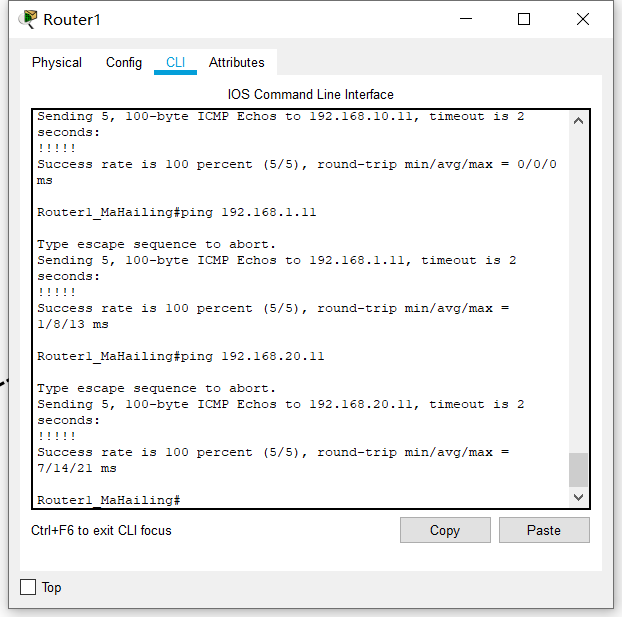 Router1
Physical Config CLI Attributes
IOS Command Line Interface
Sending 5, 100-byte ICMP Echos to 192.168.10.11, timeout is 2
seconds:
!!!!!
Success rate is 100 percent (5/5), round-trip min/avg/max = 0/0/0
ms
Router1_MaHailing#ping 192.168.1.11
Type escape sequence to abort.
Sending 5, 100-byte ICMP Echos to 192.168.1.11, timeout is 2
seconds:
!!!!!
Success rate is 100 percent (5/5), round-trip min/avg/max =
1/8/13 ms
Router1_MaHailing#ping 192.168.20.11
Type escape sequence to abort.
Sending 5, 100-byte ICMP Echos to 192.168.20.11, timeout is 2
seconds:
!!!!!
Success rate is 100 percent (5/5), round-trip min/avg/max =
7/14/21 ms
Router1_MaHailing#
Ctrl+F6 to exit CLI focus Copy Paste
Top